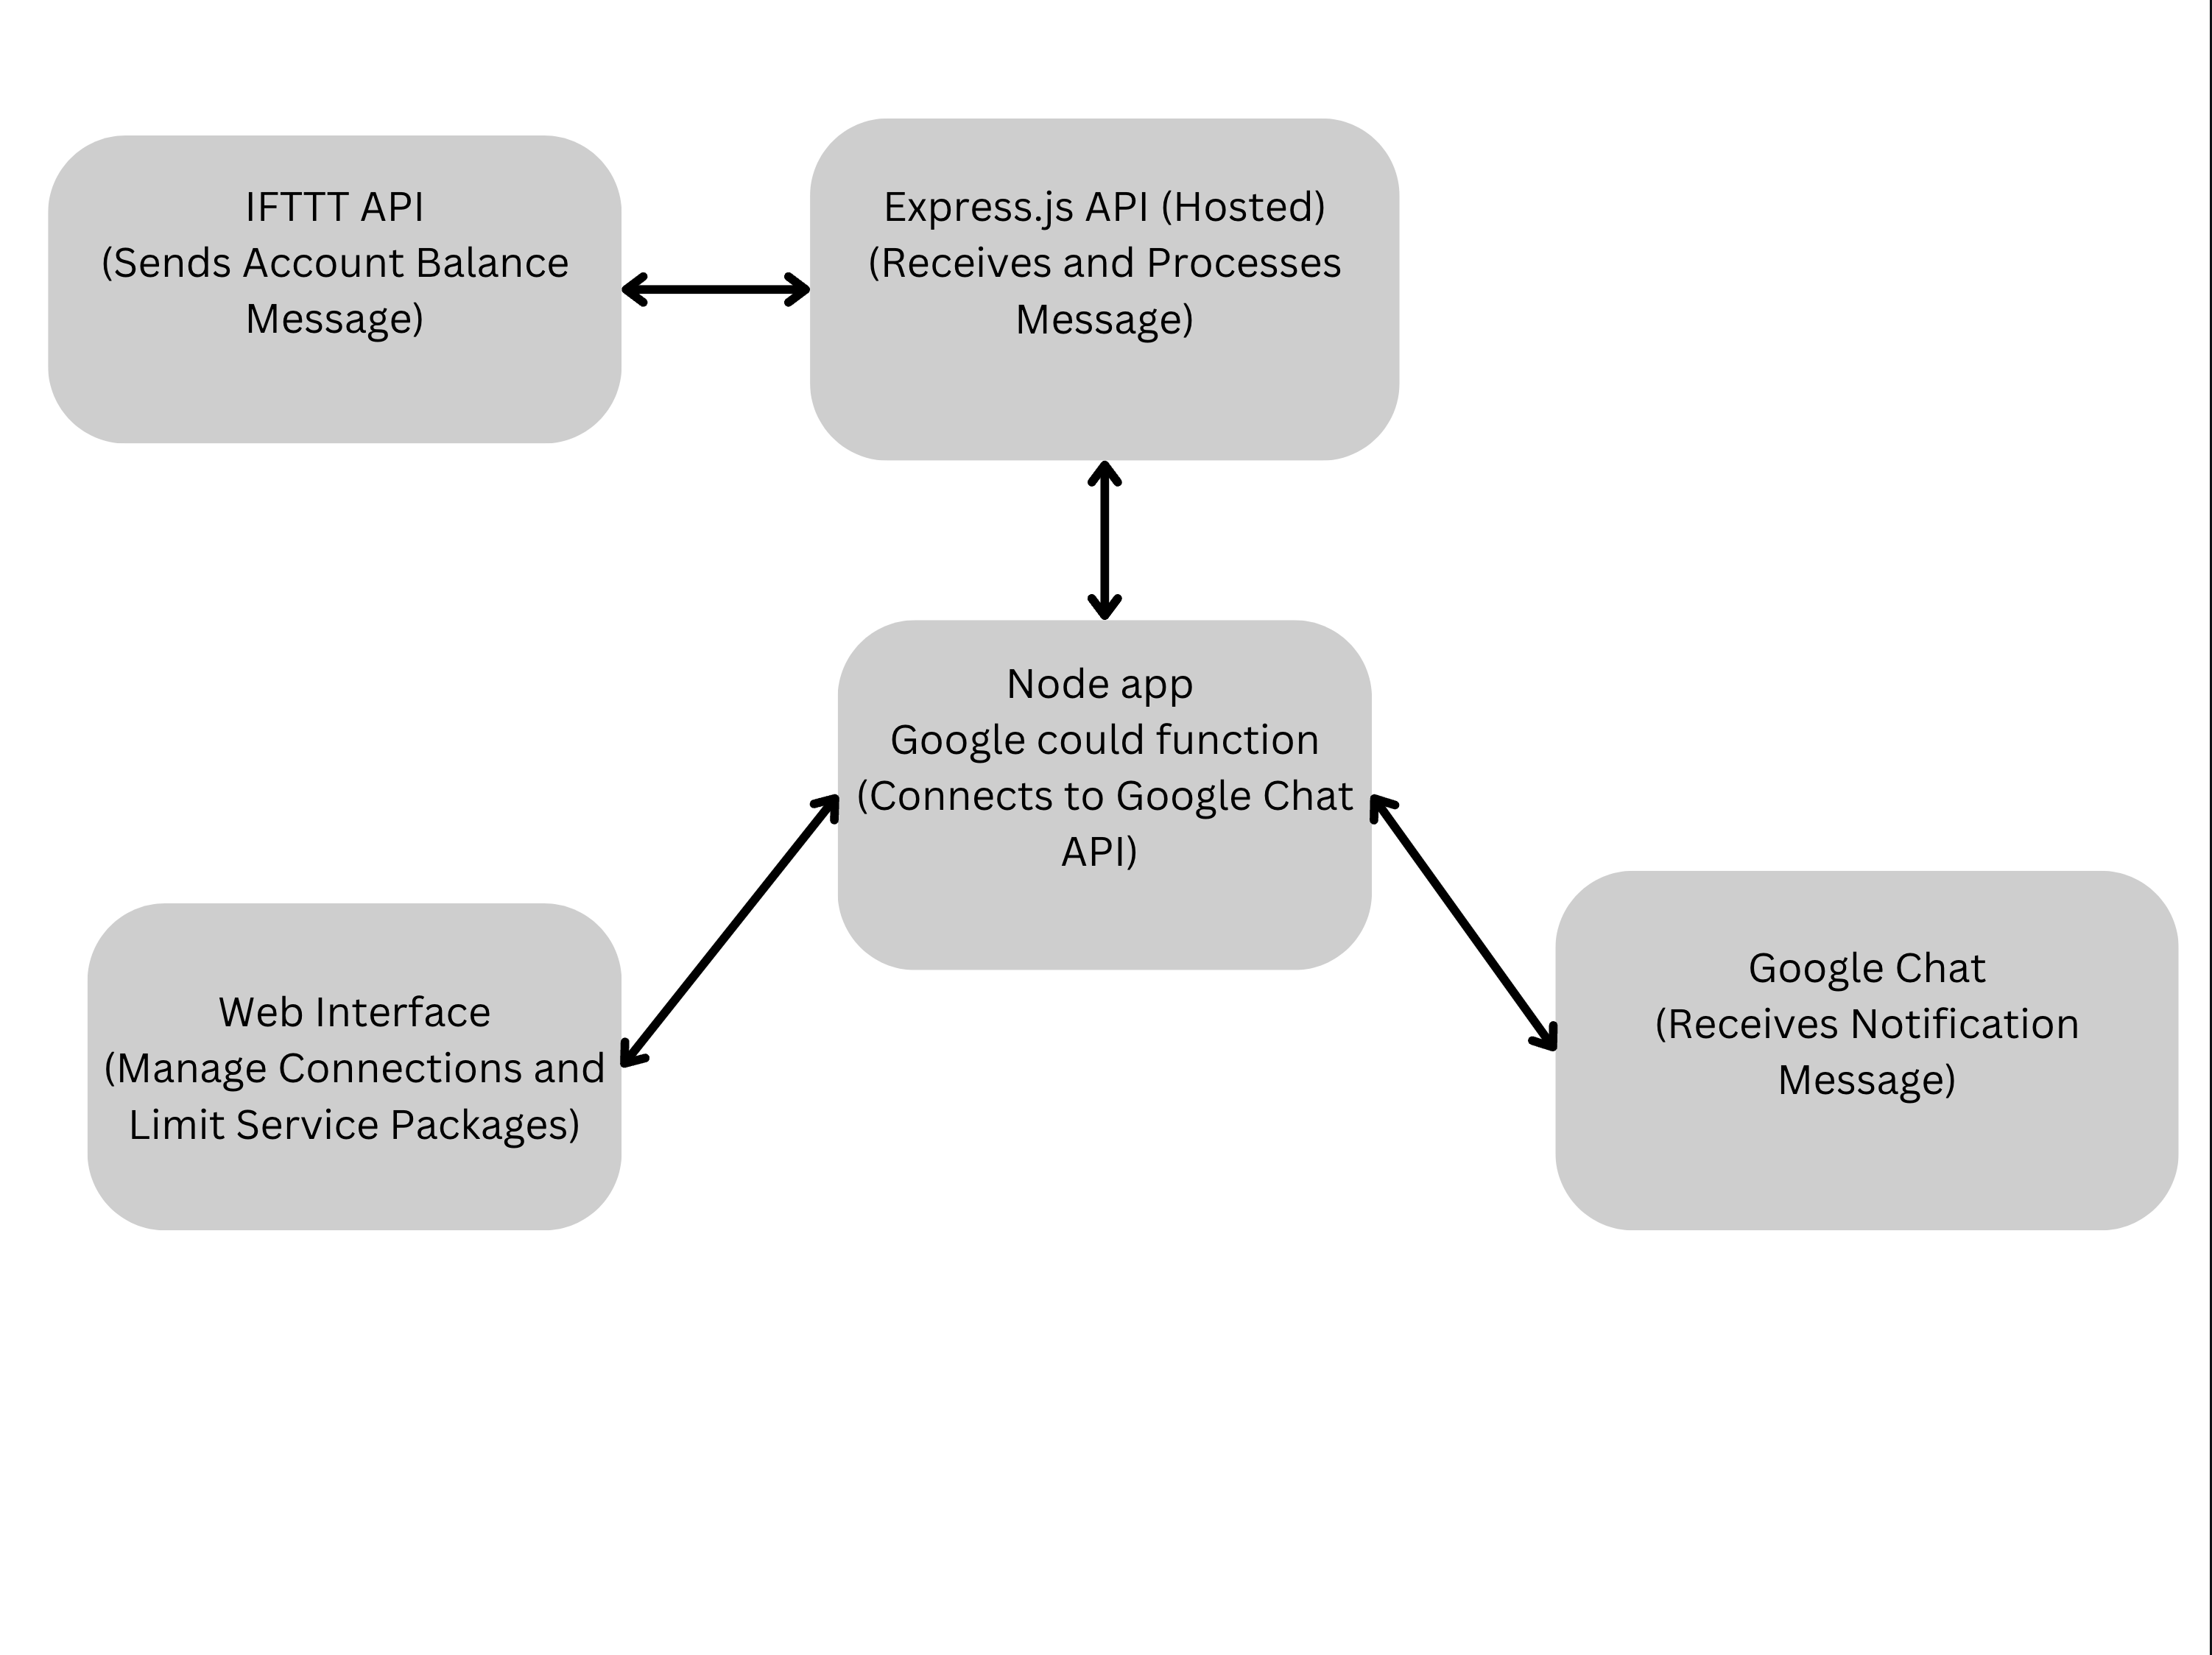 IFTTT API
(Sends Account Balance
Message)
Express.js API (Hosted)
(Receives and Processes
Message)
Node app
Google could function
(Connects to Google Chat
API)
Web Interface
(Manage Connections and
Limit Service Packages)
Google Chat
(Receives Notification
Message)